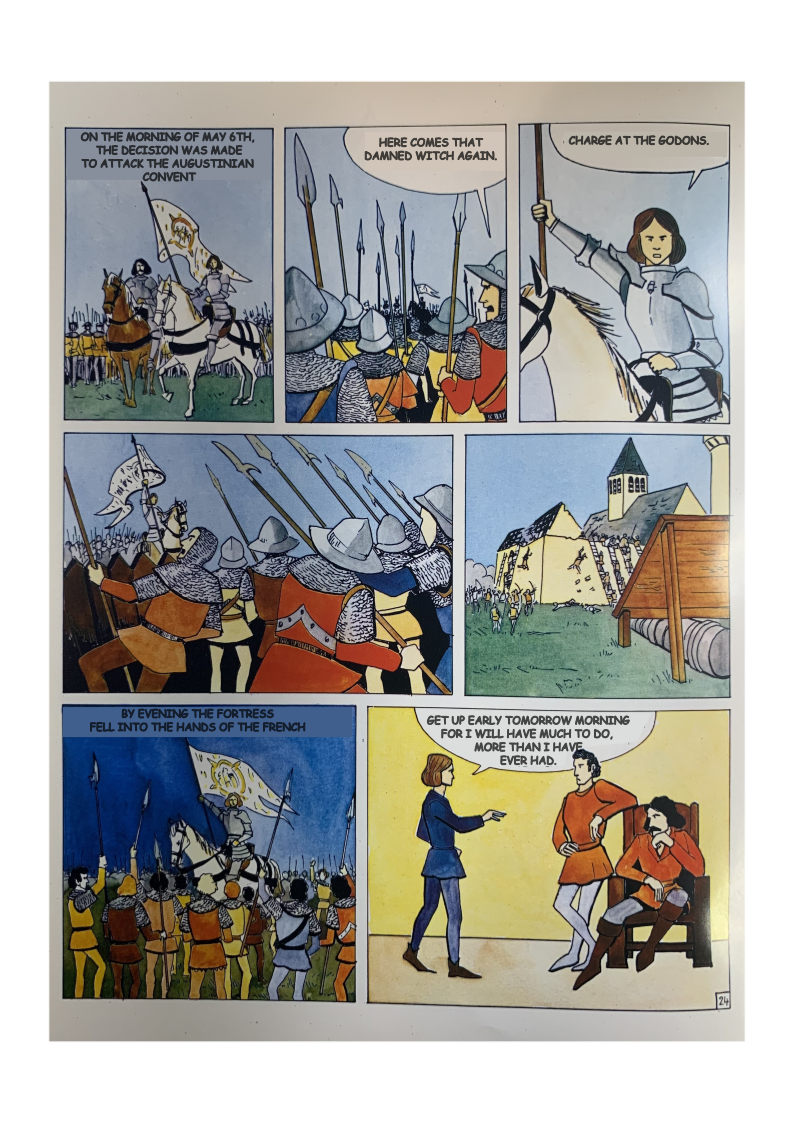 ON THE MORNING OF MAY 6TH,
THE DECISION WAS MADE
TO ATTACK THE AUGUSTINIAN
CONVENT
HERE COMES THAT
DAMNED WITCH AGAIN.
CHARGE AT THE GODONS.
BY EVENING THE FORTRESS
FELL INTO THE HANDS OF THE FRENCH
GET UP EARLY TOMORROW MORNING
FOR I WILL HAVE MUCH TO DO,
MORE THAN I HAVE
EVER HAD.
24